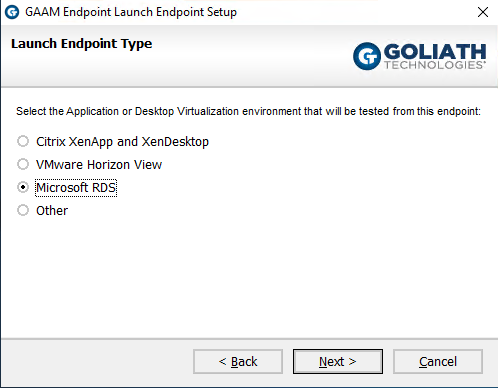 GAAM Endpoint Launch Endpoint Setup
Launch Endpoint Type
GOLIATH
TECHNOLOGIES
Select the Application or Desktop Virtualization environment that will be tested from this endpoint:
Citrix XenApp and XenDesktop
VMware Horizon View
Microsoft RDS
Other
< Back
Next >
Cancel